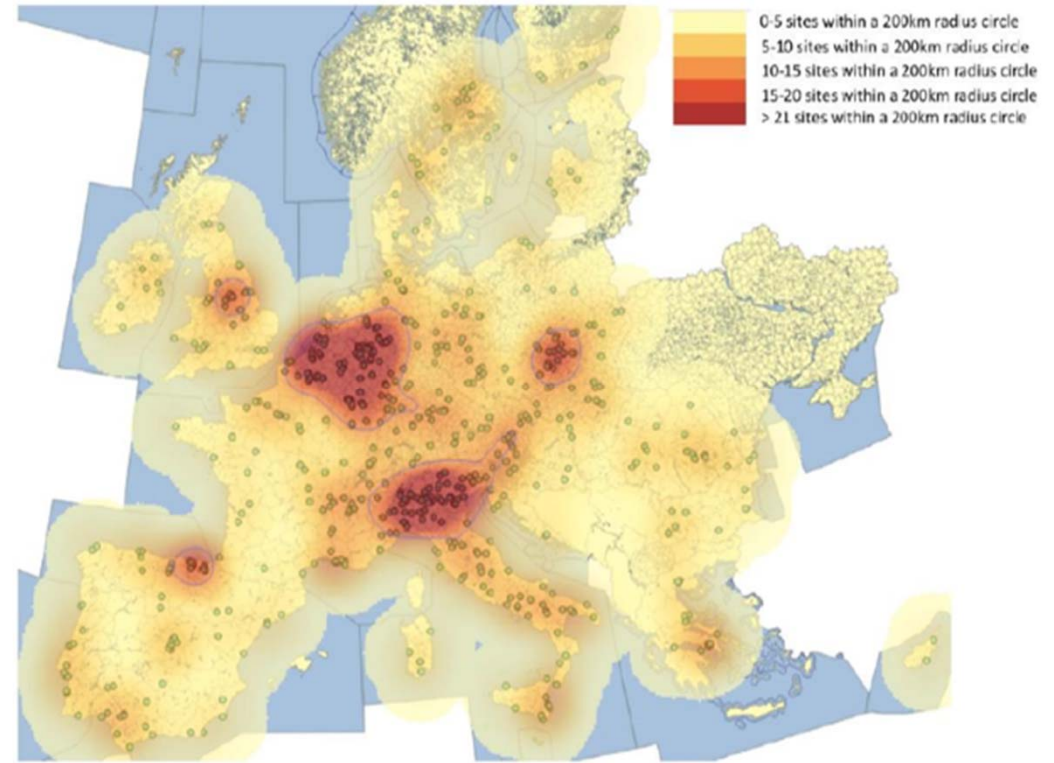 0-5 sites within a 200km radius circle
5-10 sites within a 200km radius circle
10-15 sites within a 200km radius circle
15-20 sites within a 200km radius circle
> 21 sites within a 200km radius circle